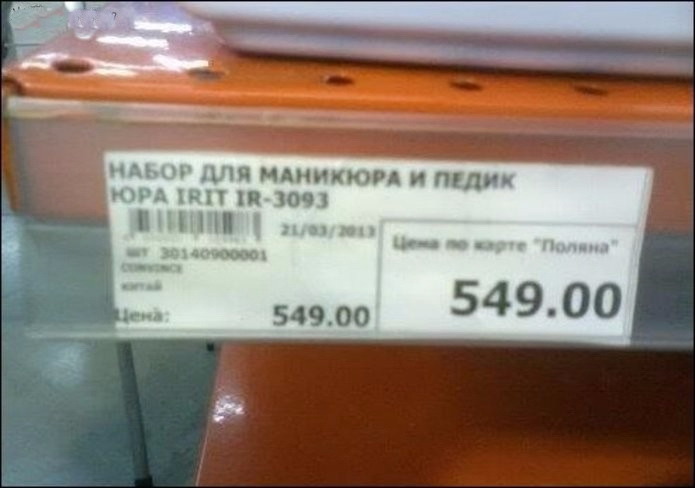 НАБОР ДЛЯ МАНИКЮРА И ПЕДИК
ЮРА IRIT IR-3093
21/03/2013
Цена по карте "Поляна"
ШТ 30140900001
CONVINCE
КИТАЙ
549.00
Цена: 549.00